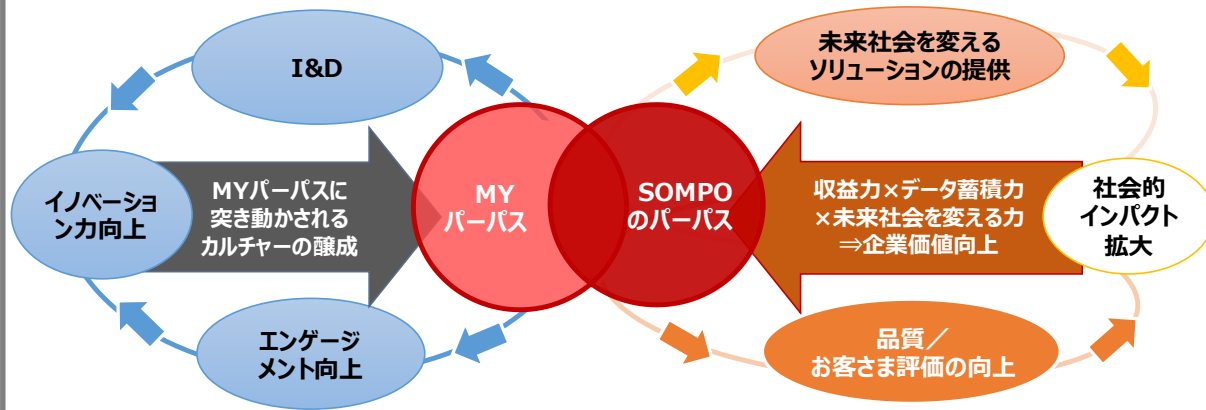 I&D
イノベーショ
ン力向上
MYパーパスに
突き動かされる
カルチャーの醸成
エンゲージ
メント向上
MY
パーパス
SOMPO
のパーパス
未来社会を変える
ソリューションの提供
収益力×データ蓄積力
×未来社会を変える力
⇒企業価値向上
社会的
インパクト
拡大
品質／
お客さま評価の向上